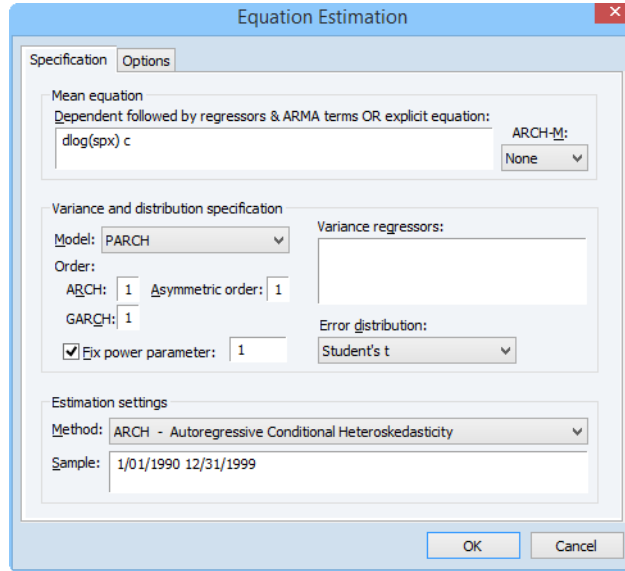 Equation Estimation
Specification Options
Mean equation
Dependent followed by regressors & ARMA terms OR explicit equation:
dlog(spx) c
ARCH-M:
None
Variance and distribution specification
Model: PARCH
Order:
ARCH: 1 Asymmetric order: 1
GARCH: 1
Fix power parameter: 1
Variance regressors:
Error distribution:
Student's t
Estimation settings
Method: ARCH - Autoregressive Conditional Heteroskedasticity
Sample: 1/01/1990 12/31/1999
OK Cancel